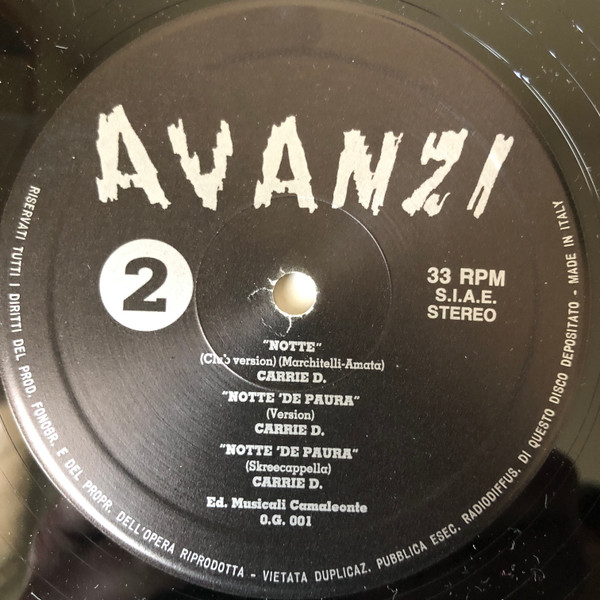 AVANZI
2
33 RPM
S.I.A.E.
STEREO
"NOTTE"
(Club version) (Marchitelli-Amata)
CARRIE D.
"NOTTE 'DE PAURA"
(Version)
CARRIE D.
"NOTTE 'DE PAURA"
(Skreecappella)
CARRIE D.
Ed. Musicali Camaleonte
O.G. 001
RISERVATI TUTTI I DIRITTI DEL PROD. FONOGR. E DEL PROPR. DELL'OPERA RIPRODOTTA - VIETATA DUPLICAZ. PUBBLICA ESEC. RADIODIFFUS. DI QUESTO DISCO DEPOSITATO - MADE IN ITALY